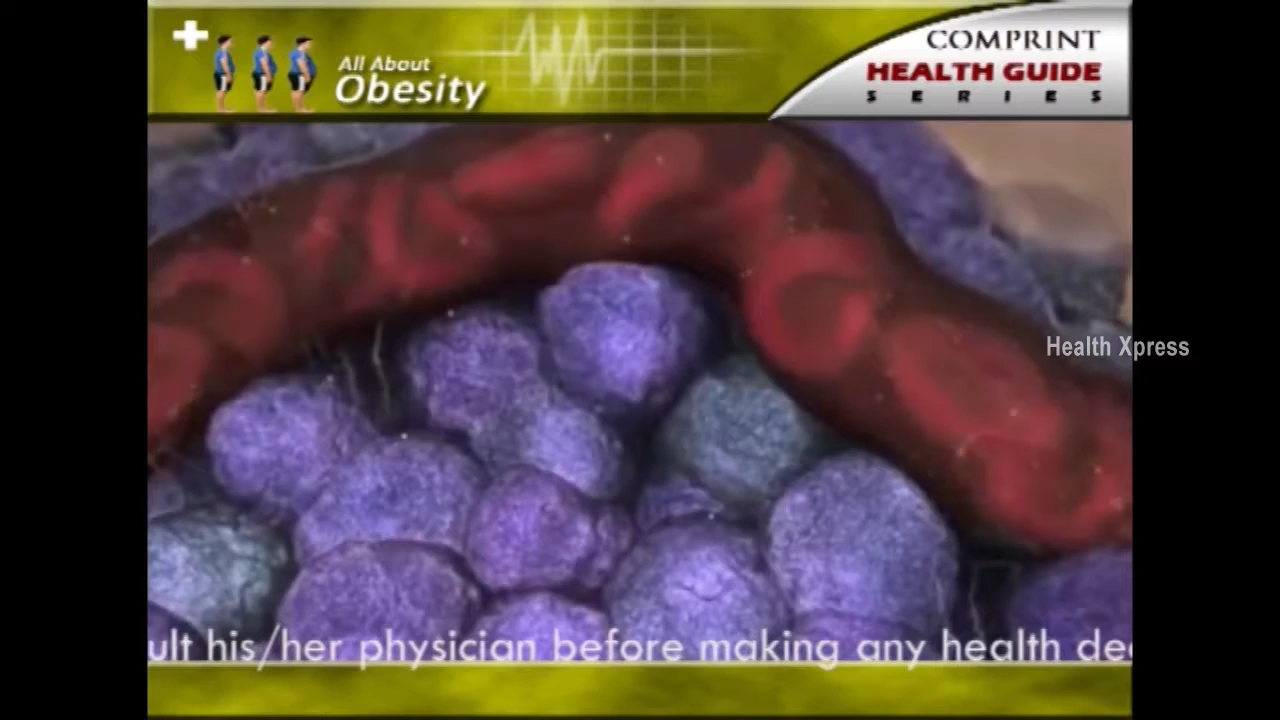 All About
Obesity
COMPRINT
HEALTH GUIDE
SERIES
Health Xpress
ult his/her physician before making any health de